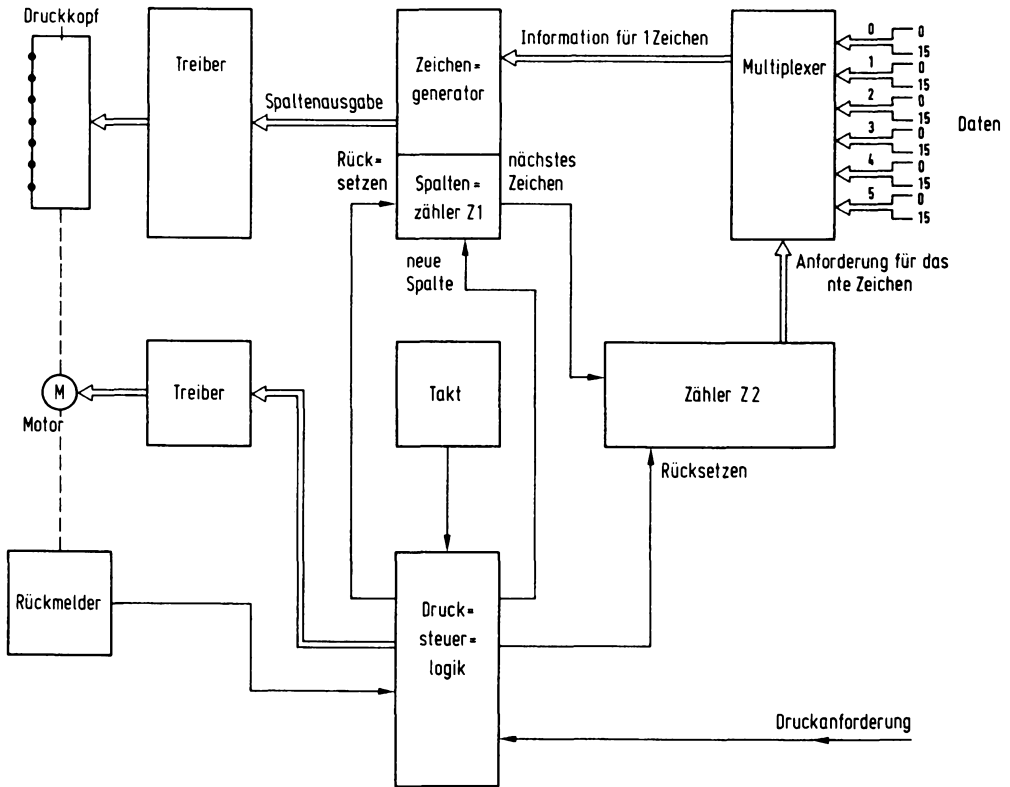 Druckkopf
Treiber
Spaltenausgabe
Zeichen=
generator
Information für 1 Zeichen
Multiplexer
0
0
15
1
0
15
2
0
15
3
0
15
4
0
15
5
0
15
Daten
Rück=
setzen
Spalten=
zähler Z1
nächstes
Zeichen
neue
Spalte
Anforderung für das
nte Zeichen
M
Motor
Treiber
Takt
Zähler Z2
Rücksetzen
Rückmelder
Druck=
steuer=
logik
Druckanforderung